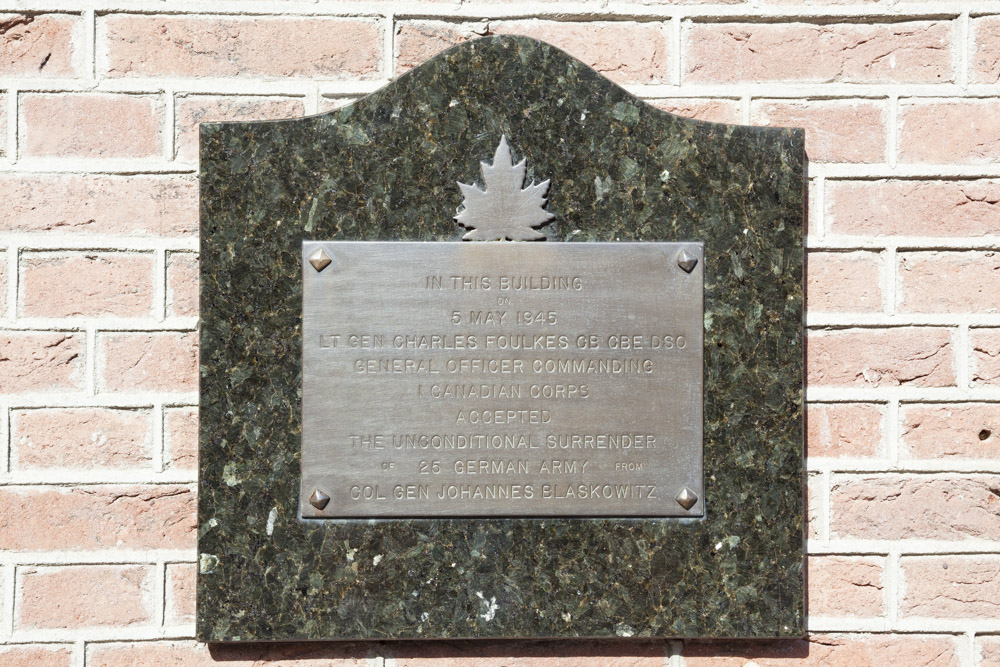 IN THIS BUILDING
ON
5 MAY 1945
LT GEN CHARLES FOULKES CB CBE DSO
GENERAL OFFICER COMMANDING
I CANADIAN CORPS
ACCEPTED
THE UNCONDITIONAL SURRENDER
OF 25 GERMAN ARMY FROM
COL GEN JOHANNES BLASKOWITZ